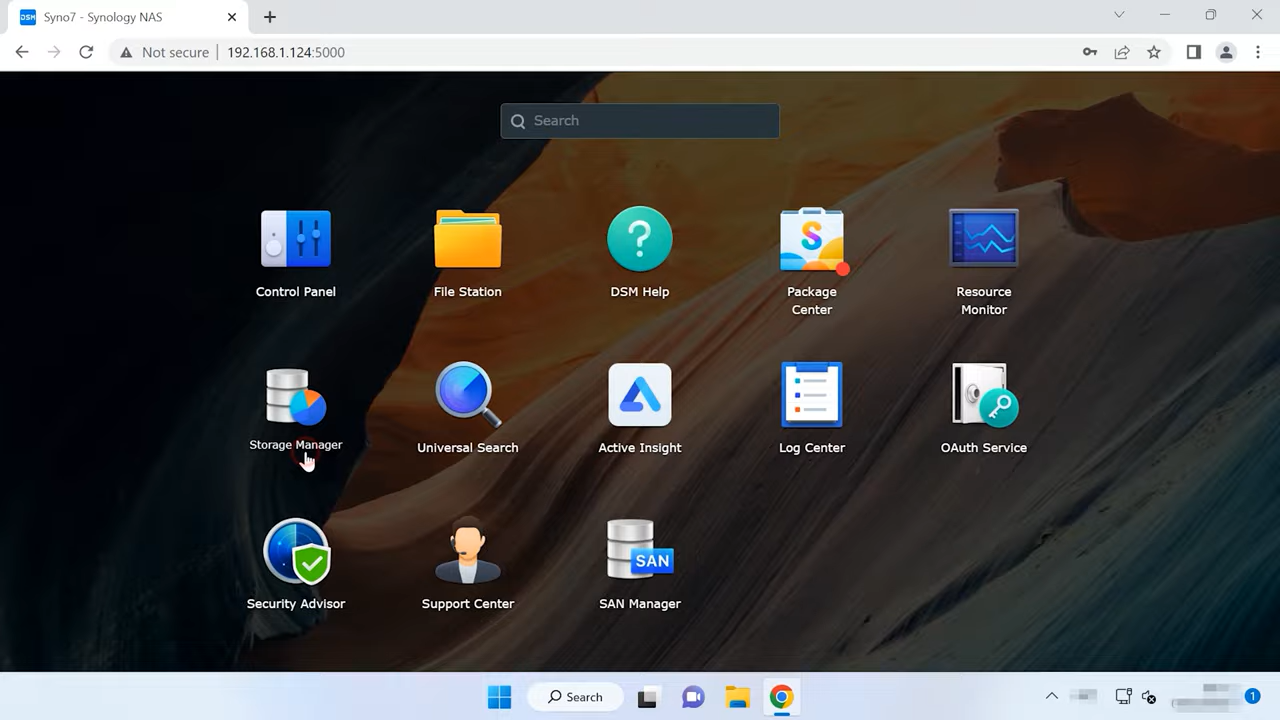 DSM Syno7 - Synology NAS
Not secure 192.168.1.124:5000
Search
S
Control Panel
File Station
DSM Help
Package Center
Resource Monitor
Storage Manager
Universal Search
Active Insight
Log Center
OAuth Service
SAN
Security Advisor
Support Center
SAN Manager
Search
1